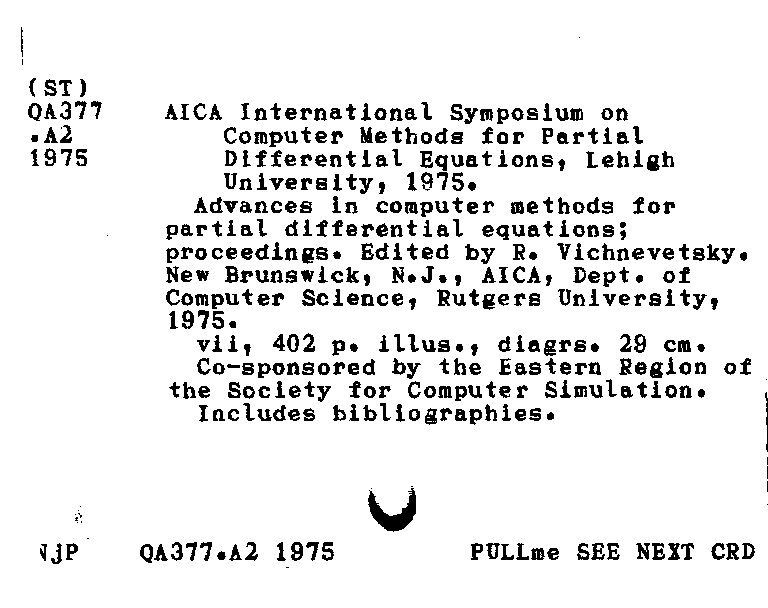 (ST)
QA377 AICA International Symposium on
.A2 Computer Methods for Partial
1975 Differential Equations, Lehigh
University, 1975.
Advances in computer methods for
partial differential equations;
proceedings. Edited by R. Vichnevetsky.
New Brunswick, N.J., AICA, Dept. of
Computer Science, Rutgers University,
1975.
vii, 402 p. illus., diagrs. 29 cm.
Co-sponsored by the Eastern Region of
the Society for Computer Simulation.
Includes bibliographies.
NjP QA377.A2 1975 PULLme SEE NEXT CRD